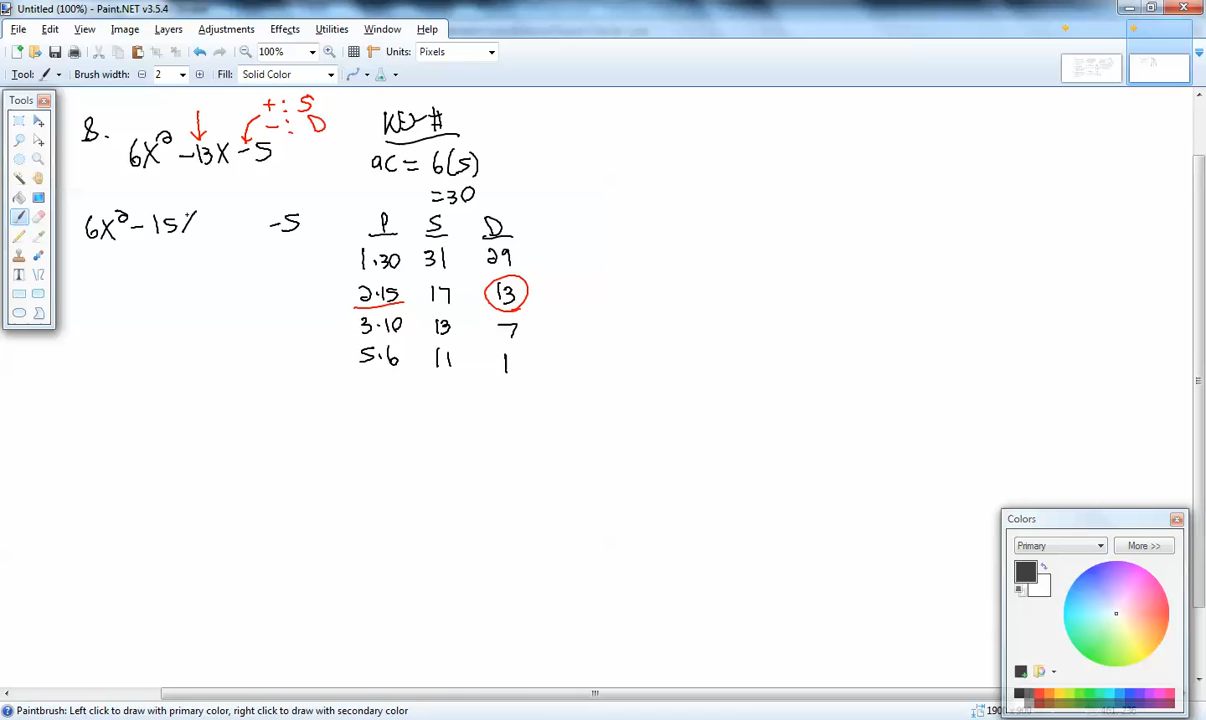 Untitled (100%) - Paint.NET v3.5.4
File Edit View Image Layers Adjustments Effects Utilities Window Help
100% Units: Pixels
Tool: Brush width: 2 Fill: Solid Color
Tools
+: S
8.
-: D
KEY #
6x² -13x -5
ac = 6(5)
=30
6x² - 15x -5
P S D
1·30 31 29
2·15 17 13
3·10 13 7
5·6 11 1
Colors
Primary More >>
Paintbrush: Left click to draw with primary color, right click to draw with secondary color